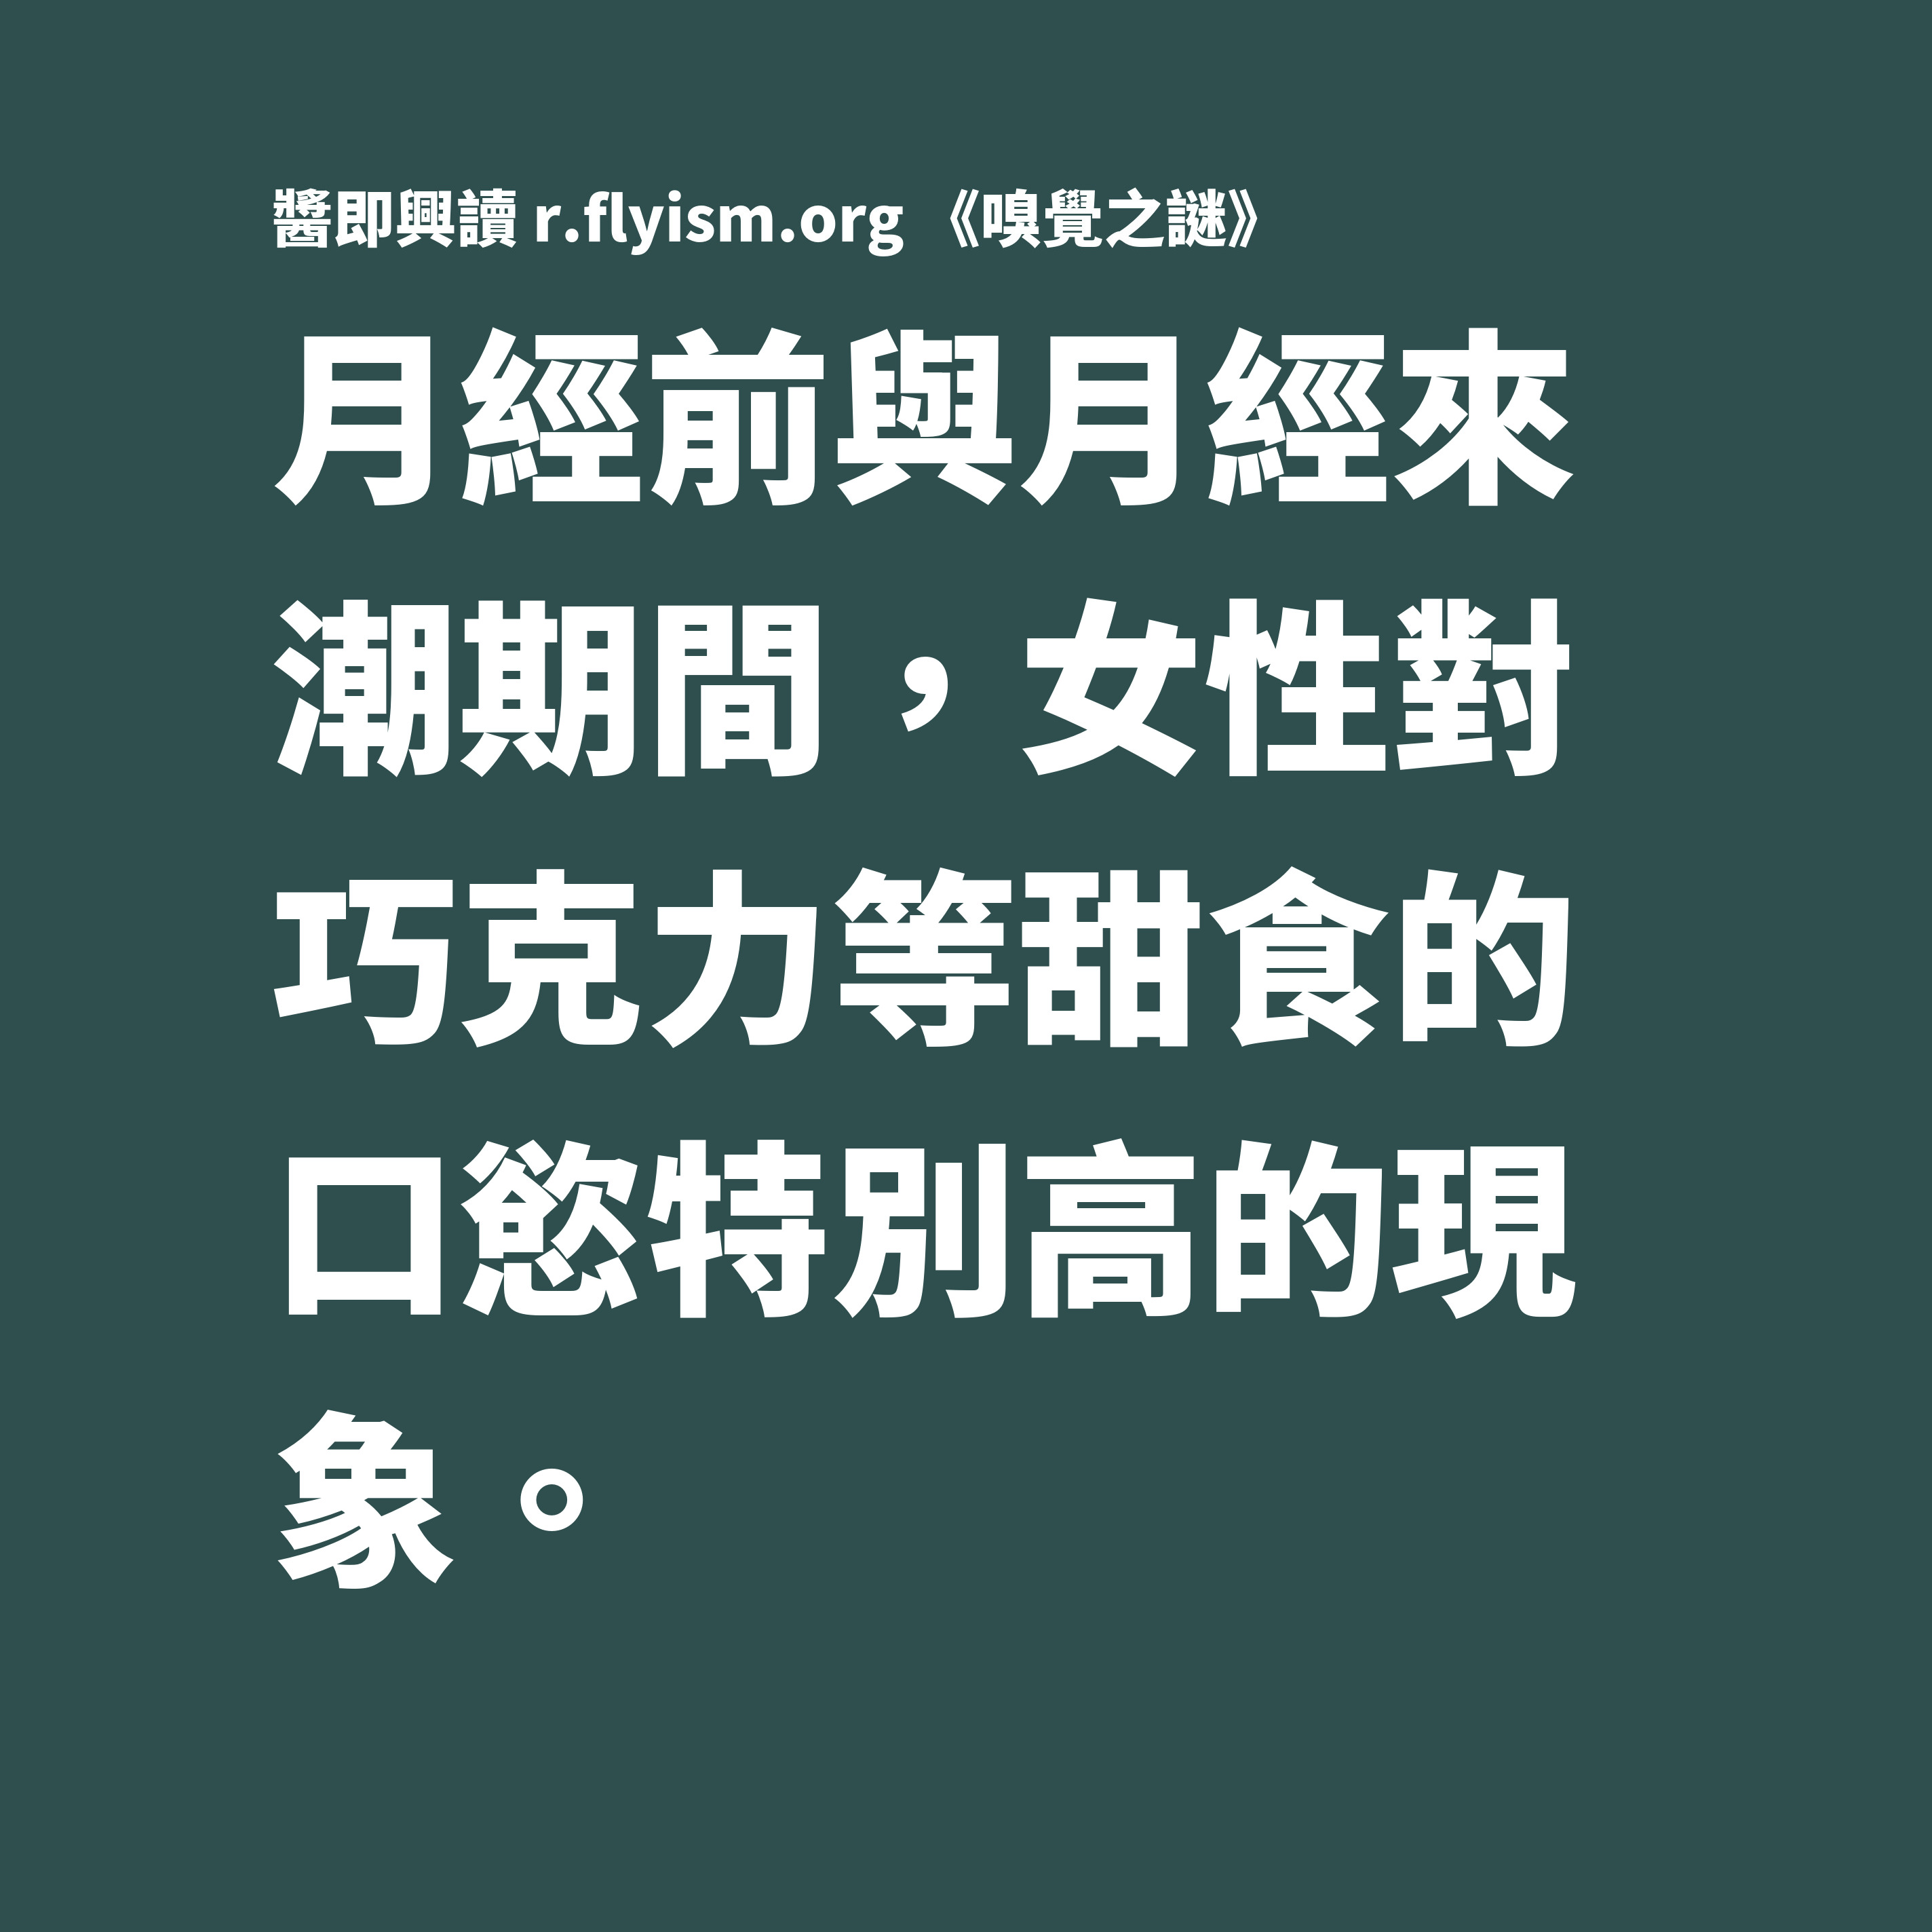 醬即與讀 r.flyism.org 《嗅覺之謎》
月經前與月經來
潮期間，女性對
巧克力等甜食的
口慾特別高的現
象。